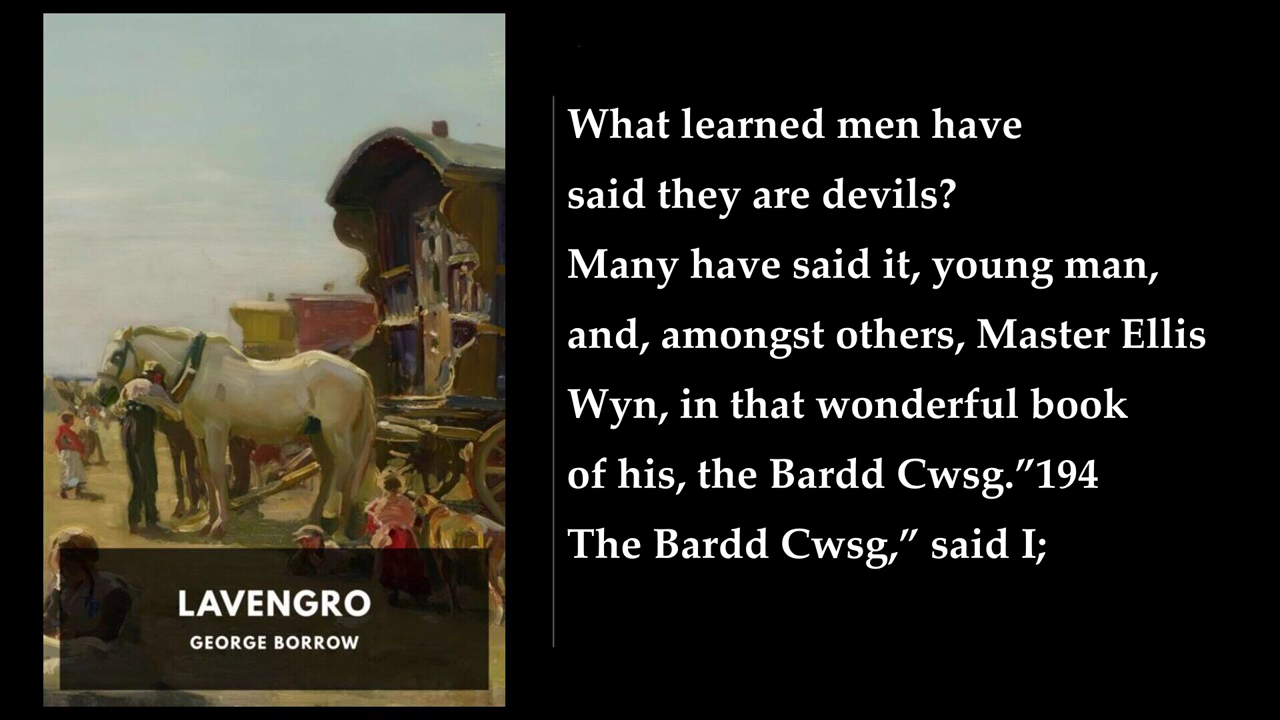 LAVENGRO
GEORGE BORROW
What learned men have
said they are devils?
Many have said it, young man,
and, amongst others, Master Ellis
Wyn, in that wonderful book
of his, the Bardd Cwsg.”194
The Bardd Cwsg,” said I;